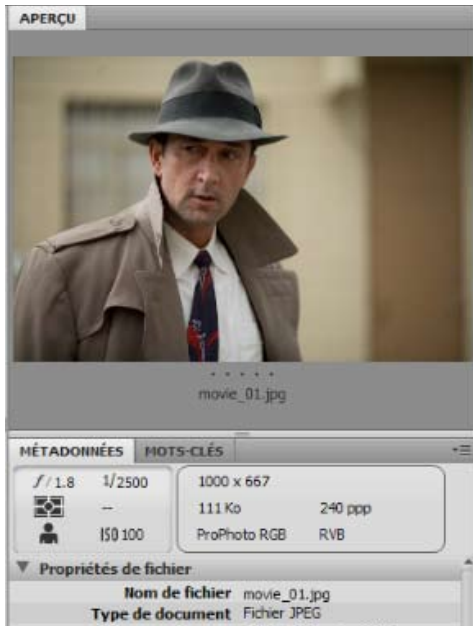 APERÇU
movie_01.jpg
MÉTADONNÉES MOTS-CLÉS
f/1.8 1/2500
--
ISO 100
1000 x 667
111 Ko 240 ppp
ProPhoto RGB RVB
Propriétés de fichier
Nom de fichier movie_01.jpg
Type de document Fichier JPEG